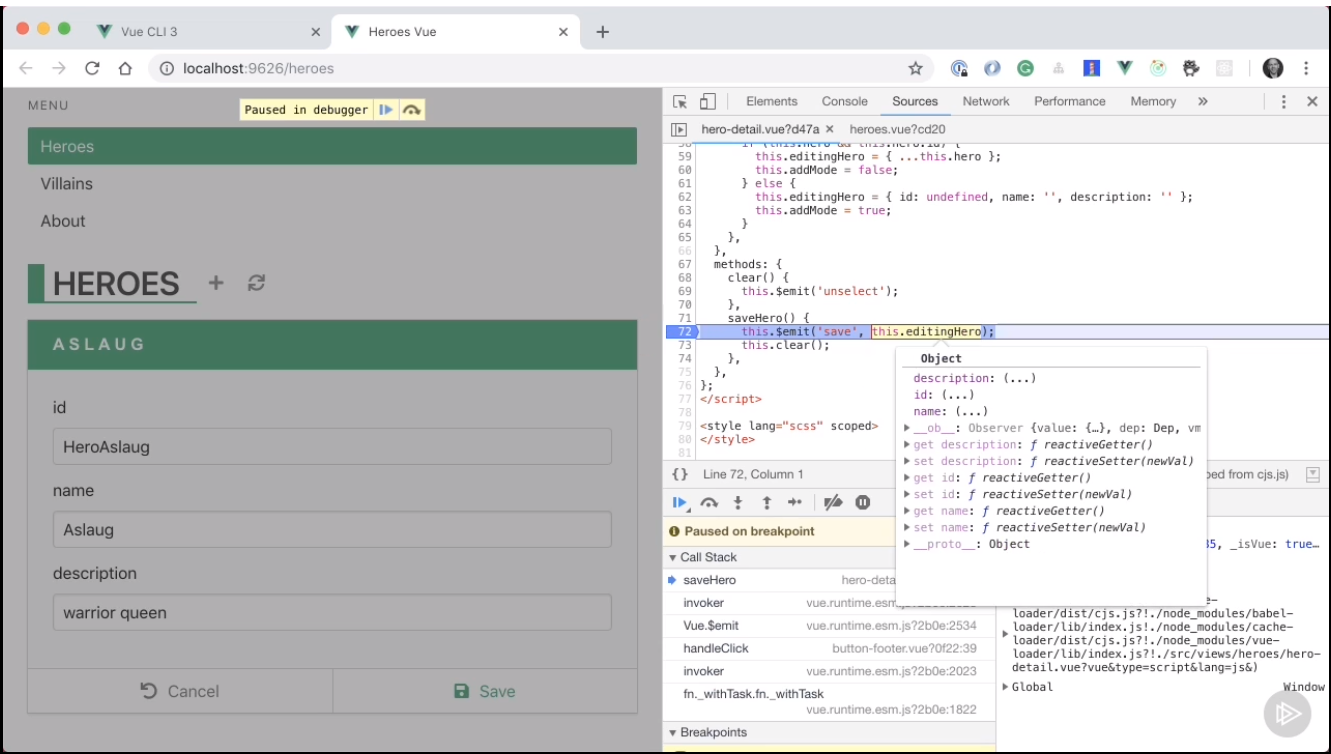 Vue CLI 3
Heroes Vue
localhost:9626/heroes
MENU
Paused in debugger
Heroes
Villains
About
HEROES
ASLAUG
id
HeroAslaug
name
Aslaug
description
warrior queen
Cancel
Save
Elements Console Sources Network Performance Memory »
hero-detail.vue?d47a × heroes.vue?cd20
58 if (this.hero && this.hero.id) {
59 this.editingHero = { ...this.hero };
60 this.addMode = false;
61 } else {
62 this.editingHero = { id: undefined, name: '', description: '' };
63 this.addMode = true;
64 }
65 },
66 },
67 methods: {
68 clear() {
69 this.$emit('unselect');
70 },
71 saveHero() {
72 this.$emit('save', this.editingHero);
73 this.clear();
74 },
75 },
76 };
77 </script>
78
79 <style lang="scss" scoped>
80 </style>
81
Object
description: (...)
id: (...)
name: (...)
__ob__: Observer {value: {…}, dep: Dep, vm
get description: ƒ reactiveGetter()
set description: ƒ reactiveSetter(newVal)
get id: ƒ reactiveGetter()
set id: ƒ reactiveSetter(newVal)
get name: ƒ reactiveGetter()
set name: ƒ reactiveSetter(newVal)
__proto__: Object
{} Line 72, Column 1
ped from cjs.js)
Paused on breakpoint
Call Stack
saveHero hero-deta
invoker vue.runtime.esm.js?2b0e:2023
Vue.$emit vue.runtime.esm.js?2b0e:2534
handleClick button-footer.vue?0f22:39
invoker vue.runtime.esm.js?2b0e:2023
fn._withTask.fn._withTask
vue.runtime.esm.js?2b0e:1822
Breakpoints
35, _isVue: true…
e-
loader/dist/cjs.js?!./node_modules/babel-
loader/lib/index.js?!./node_modules/cache-
loader/dist/cjs.js?!./node_modules/vue-
loader/lib/index.js?!./src/views/heroes/hero-
detail.vue?vue&type=script&lang=js&)
Global Window